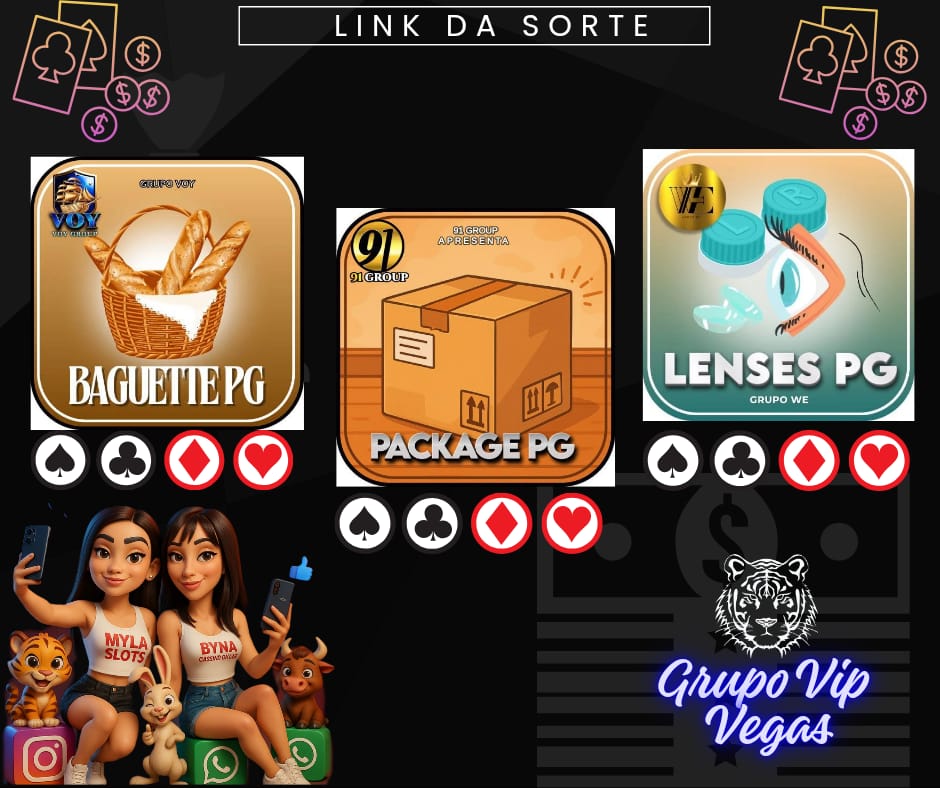 LINK DA SORTE
GRUPO VOY
VOY
VOY GROUP
BAGUETTE PG
91 GROUP
APRESENTA
91
91 GROUP
PACKAGE PG
WE
L
R
LENSES PG
GRUPO WE
MYLA
SLOTS
BYNA
Grupo Vip
Vegas